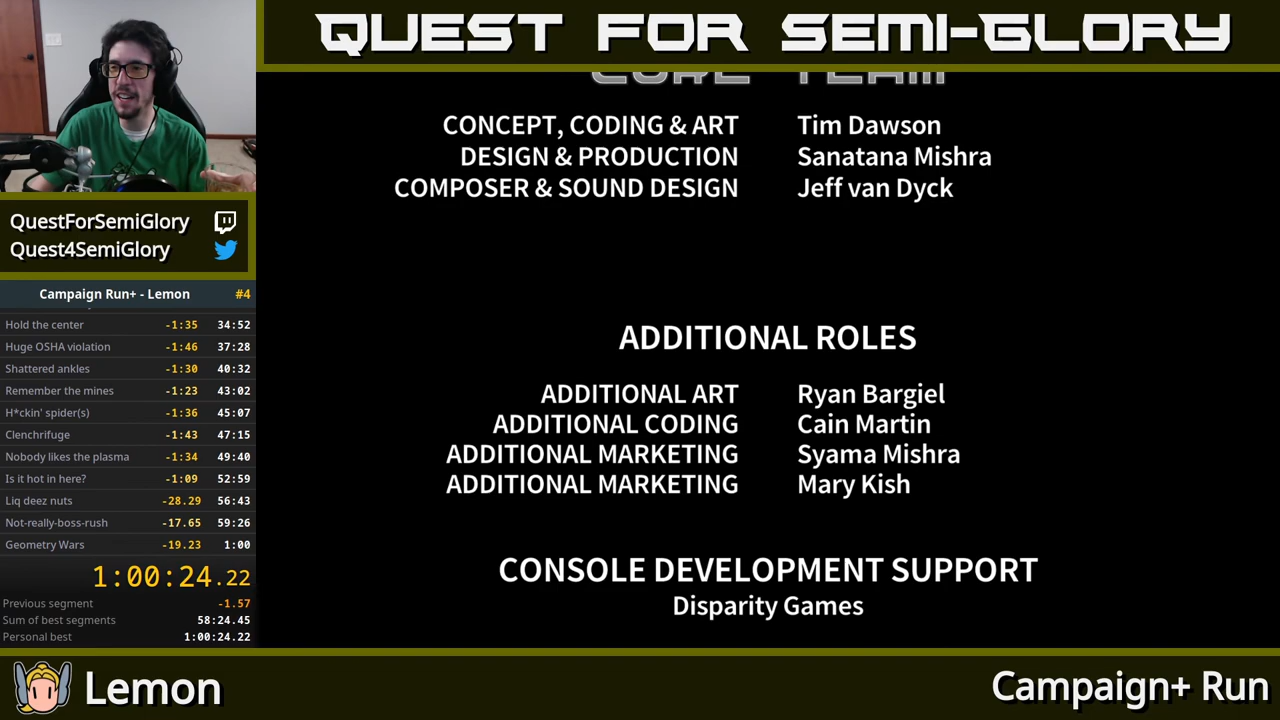 QUEST FOR SEMI-GLORY
CORE TEAM
CONCEPT, CODING & ART Tim Dawson
DESIGN & PRODUCTION Sanatana Mishra
COMPOSER & SOUND DESIGN Jeff van Dyck
ADDITIONAL ROLES
ADDITIONAL ART Ryan Bargiel
ADDITIONAL CODING Cain Martin
ADDITIONAL MARKETING Syama Mishra
ADDITIONAL MARKETING Mary Kish
CONSOLE DEVELOPMENT SUPPORT
Disparity Games
QuestForSemiGlory
Quest4SemiGlory
Campaign Run+ - Lemon #4
Hold the center -1:35 34:52
Huge OSHA violation -1:46 37:28
Shattered ankles -1:30 40:32
Remember the mines -1:23 43:02
H*ckin' spider(s) -1:36 45:07
Clenchrifuge -1:43 47:15
Nobody likes the plasma -1:34 49:40
Is it hot in here? -1:09 52:59
Liq deez nuts -28.29 56:43
Not-really-boss-rush -17.65 59:26
Geometry Wars -19.23 1:00
1:00:24.22
Previous segment -1.57
Sum of best segments 58:24.45
Personal best 1:00:24.22
Lemon
Campaign+ Run